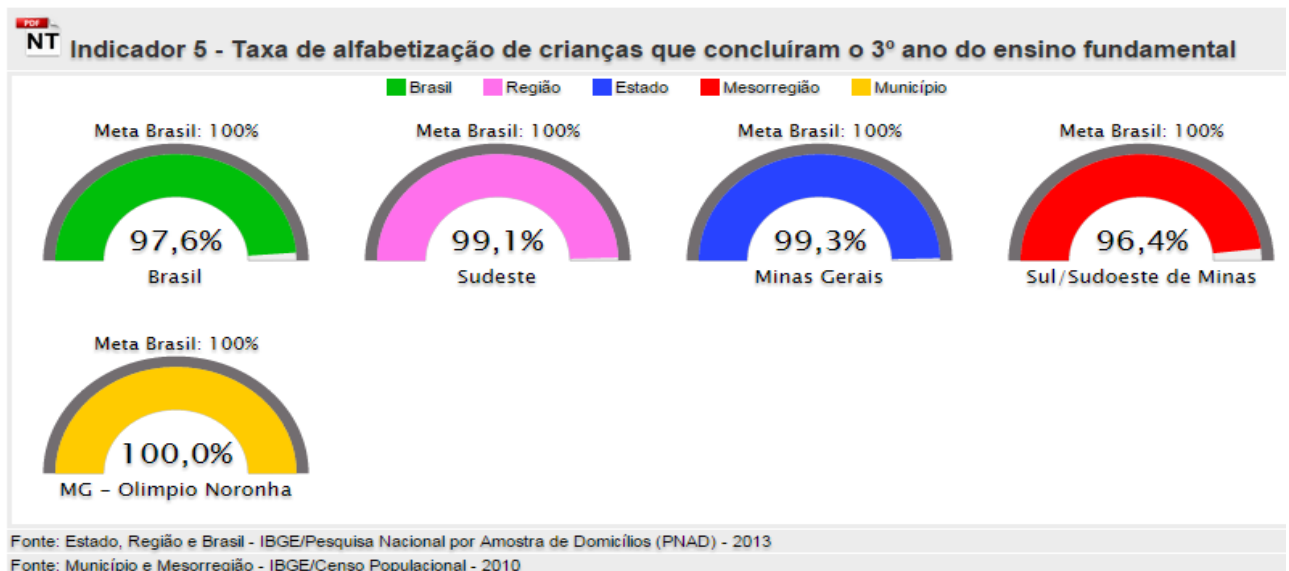 PDF
NT
Indicador 5 - Taxa de alfabetização de crianças que concluíram o 3º ano do ensino fundamental
Brasil Região Estado Mesorregião Município
Meta Brasil: 100% Meta Brasil: 100% Meta Brasil: 100% Meta Brasil: 100%
97,6% 99,1% 99,3% 96,4%
Brasil Sudeste Minas Gerais Sul/Sudoeste de Minas
Meta Brasil: 100%
100,0%
MG - Olimpio Noronha
Fonte: Estado, Região e Brasil - IBGE/Pesquisa Nacional por Amostra de Domicílios (PNAD) - 2013
Fonte: Município e Mesorregião - IBGE/Censo Populacional - 2010